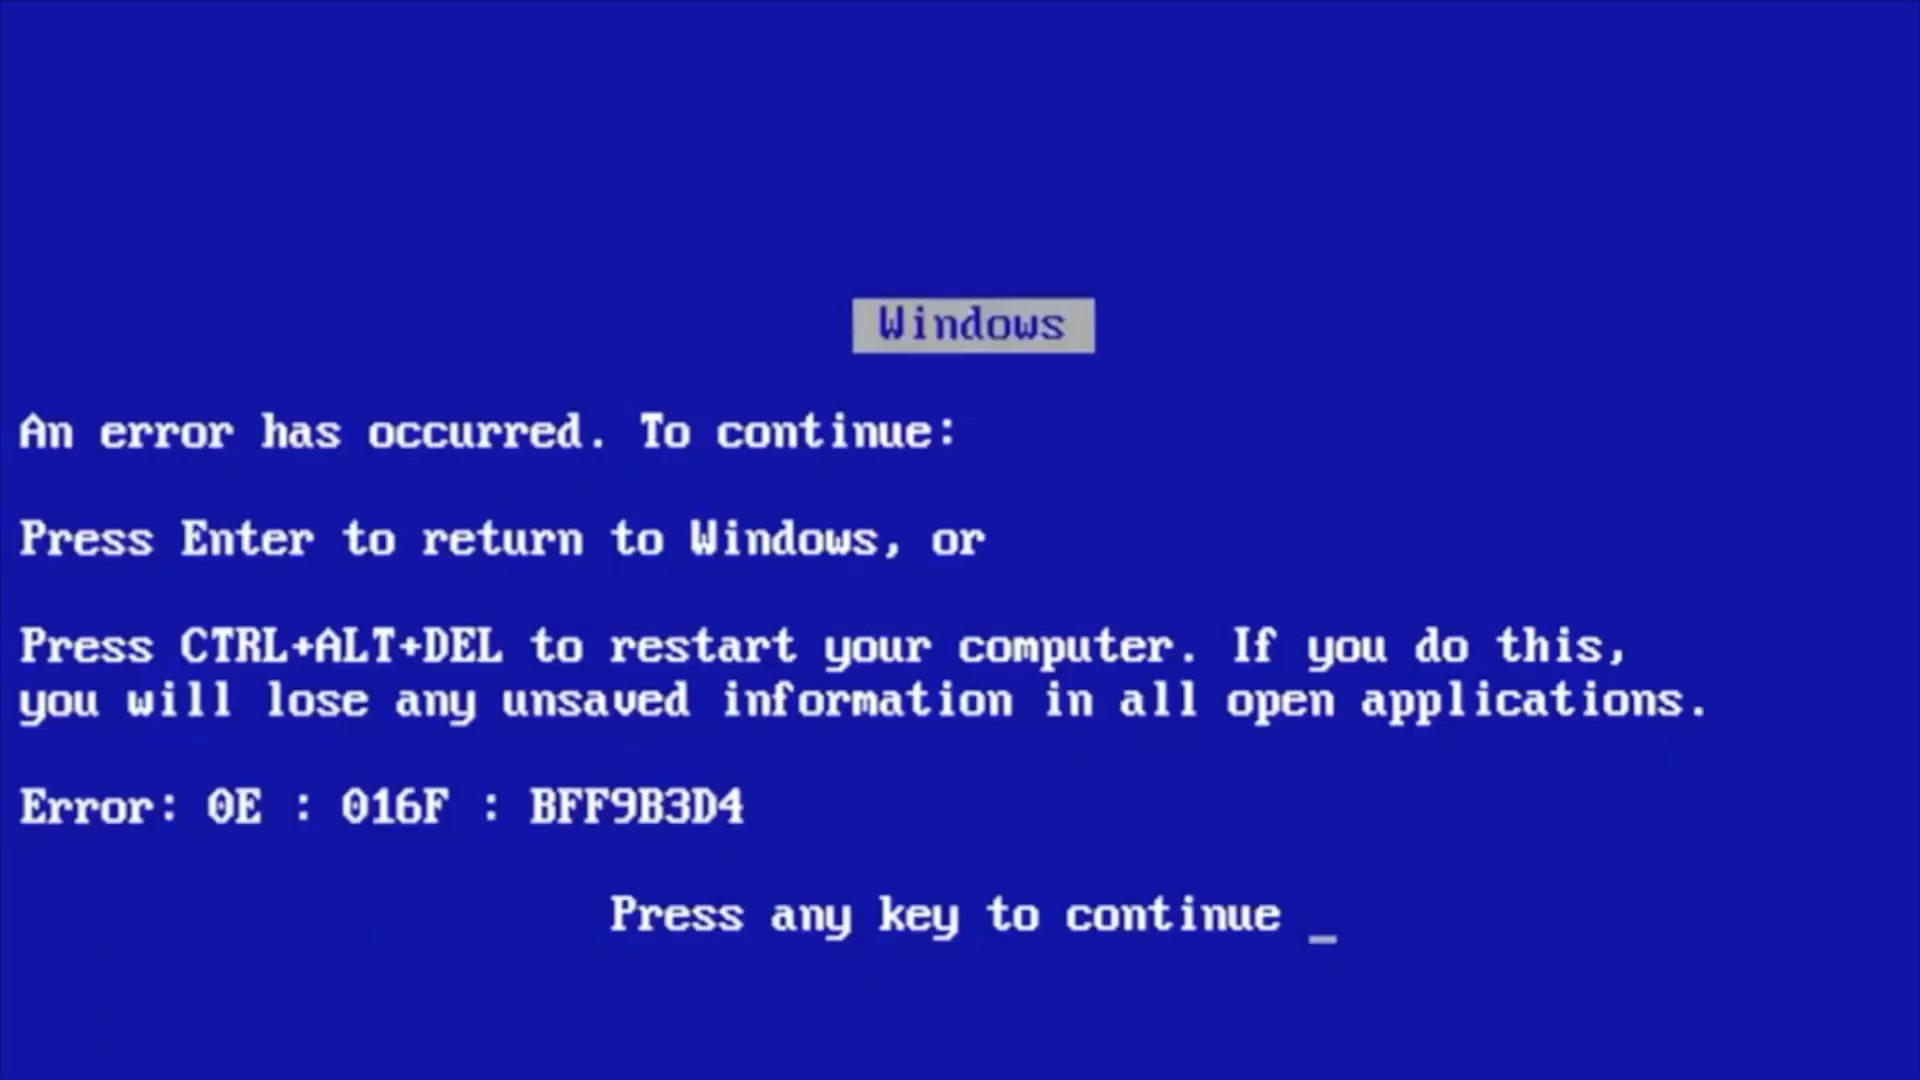 Windows
An error has occurred. To continue:
Press Enter to return to Windows, or
Press CTRL+ALT+DEL to restart your computer. If you do this,
you will lose any unsaved information in all open applications.
Error: 0E : 016F : BFF9B3D4
Press any key to continue _